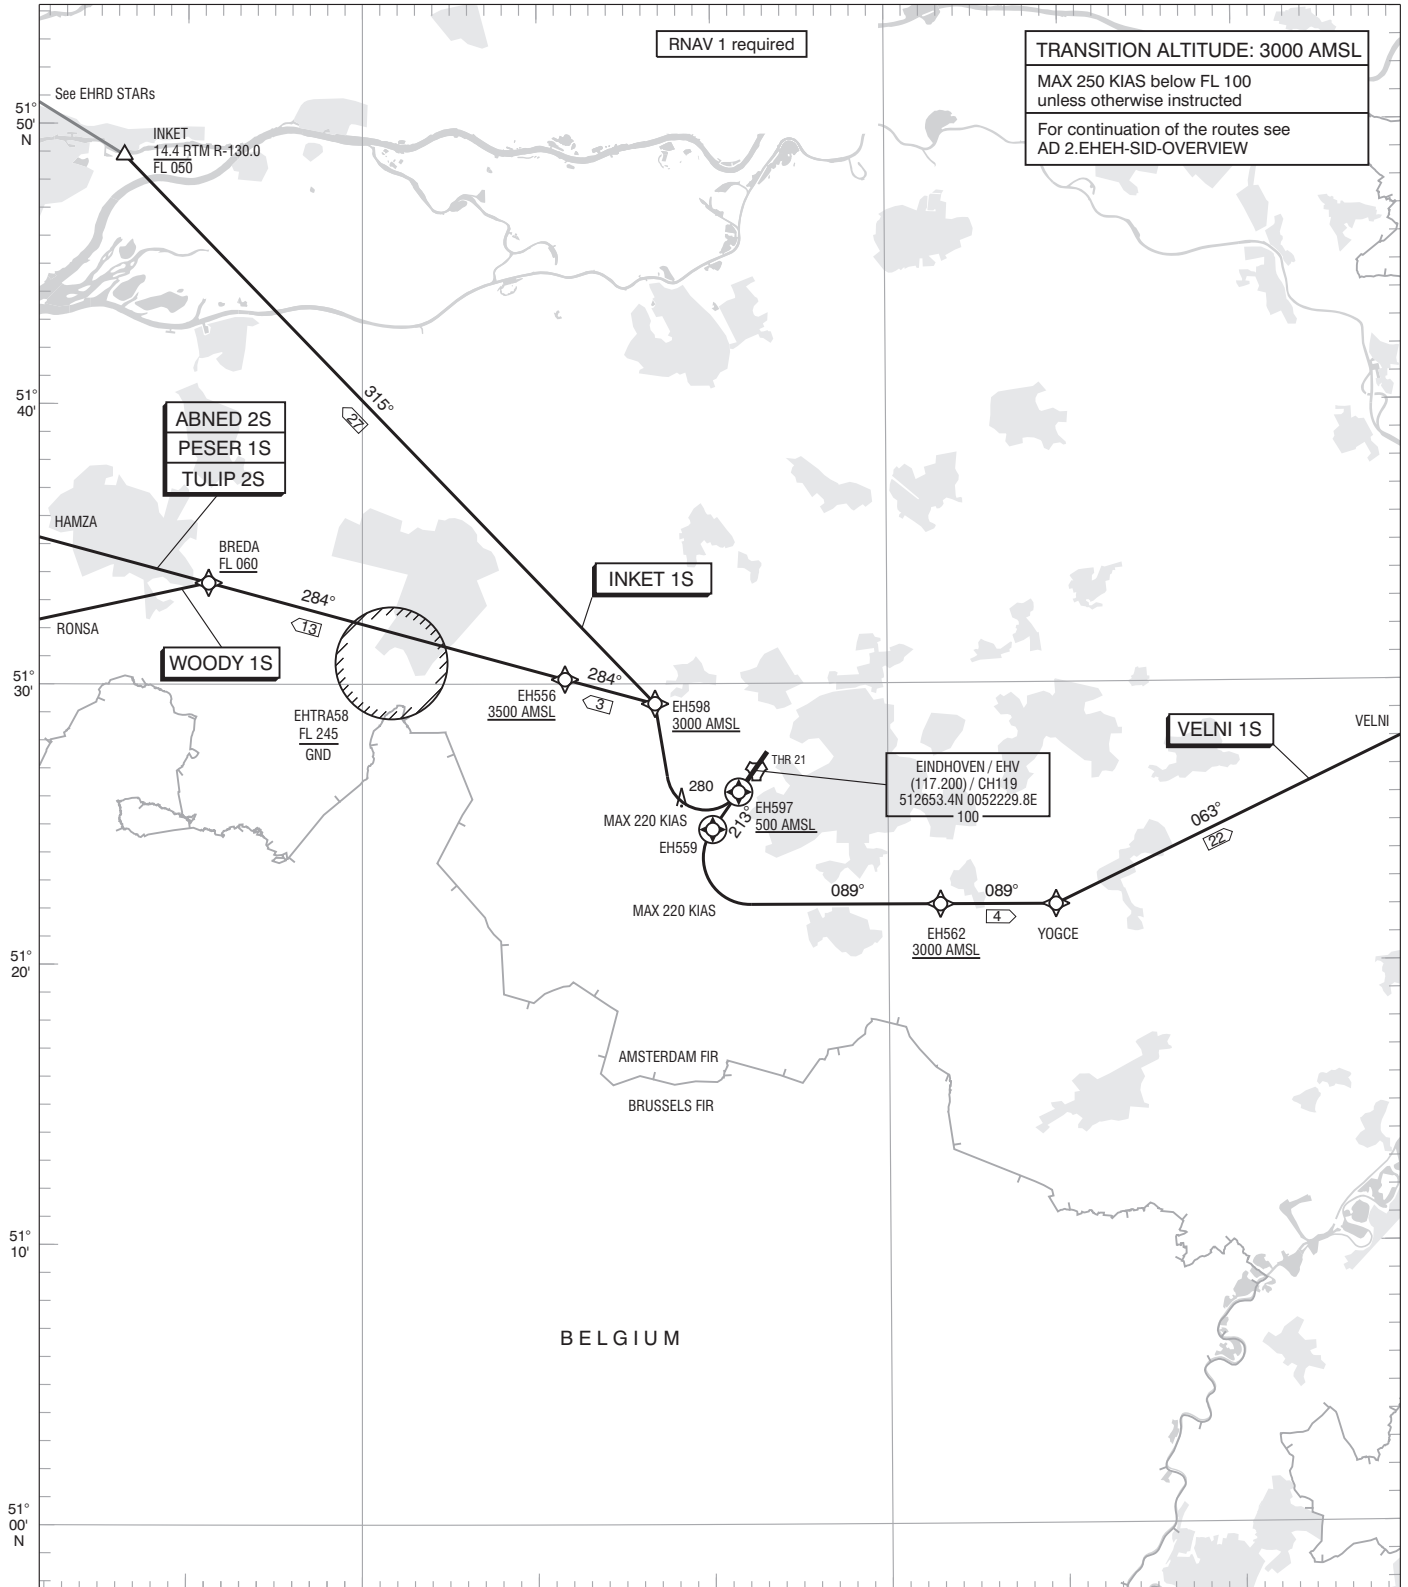 RNAV 1 required
TRANSITION ALTITUDE: 3000 AMSL
MAX 250 KIAS below FL 100
unless otherwise instructed
For continuation of the routes see
AD 2.EHEH-SID-OVERVIEW
See EHRD STARs
51°
50'
N
INKET
14.4 RTM R-130.0
FL 050
315°
27
51°
40'
ABNED 2S
PESER 1S
TULIP 2S
HAMZA
BREDA
FL 060
284°
13
INKET 1S
RONSA
WOODY 1S
51°
30'
EH556
3500 AMSL
284°
3
EH598
3000 AMSL
EHTRA58
FL 245
GND
VELNI 1S
VELNI
THR 21
EINDHOVEN / EHV
(117.200) / CH119
512653.4N 0052229.8E
100
280
MAX 220 KIAS
EH597
500 AMSL
213°
EH559
063°
22
MAX 220 KIAS
089°
089°
4
EH562
3000 AMSL
YOGCE
51°
20'
AMSTERDAM FIR
BRUSSELS FIR
51°
10'
BELGIUM
51°
00'
N